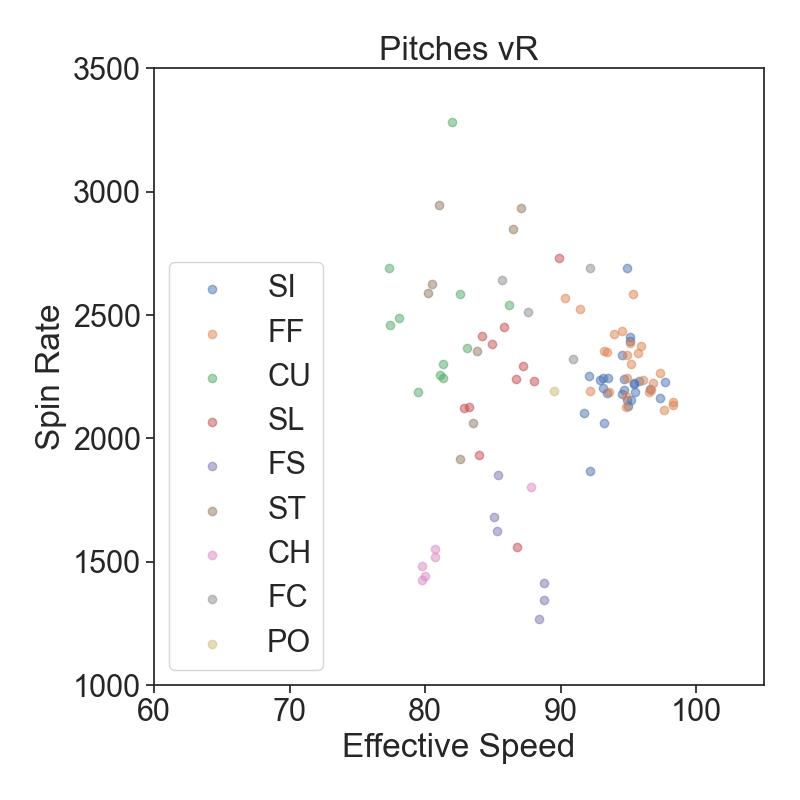 Pitches vR
3500
3000
2500
2000
1500
1000
Spin Rate
SI
FF
CU
SL
FS
ST
CH
FC
PO
60 70 80 90 100
Effective Speed